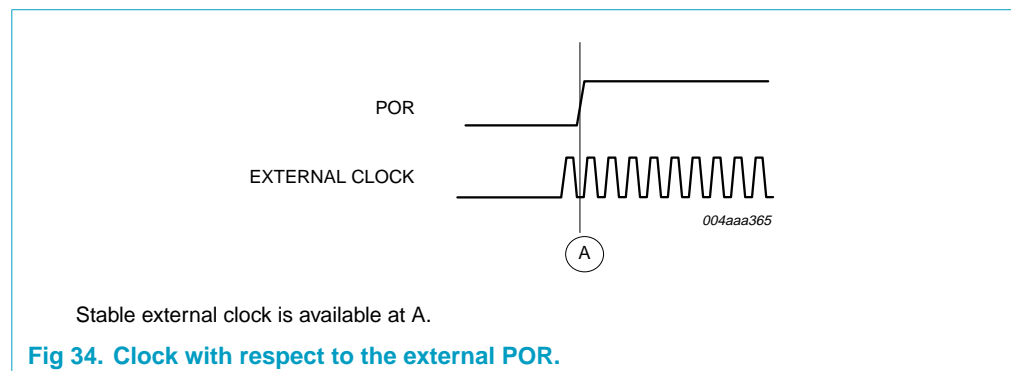 POR
EXTERNAL CLOCK
004aaa365
A
Stable external clock is available at A.
Fig 34. Clock with respect to the external POR.